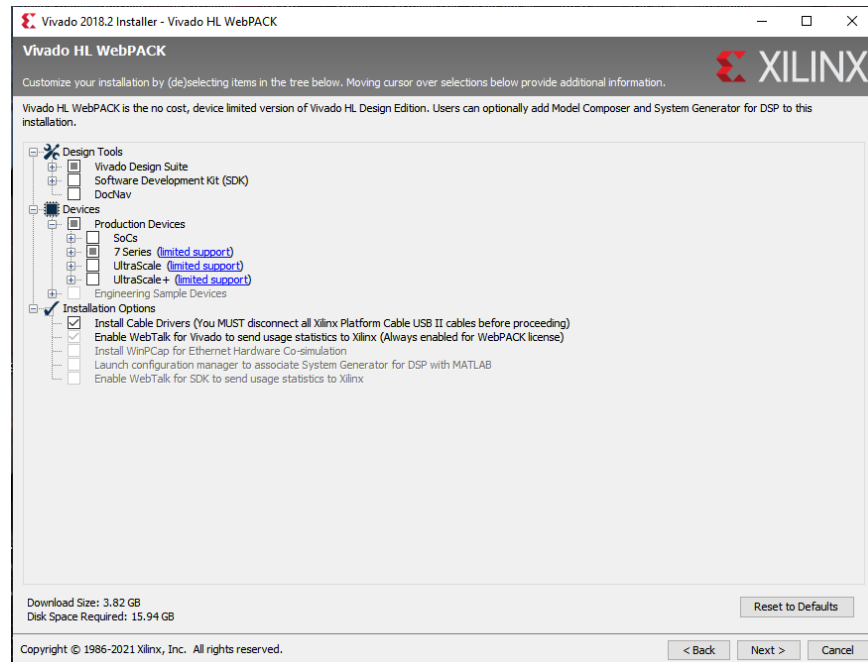 Vivado 2018.2 Installer - Vivado HL WebPACK
Vivado HL WebPACK
Customize your installation by (de)selecting items in the tree below. Moving cursor over selections below provide additional information.
XILINX
Vivado HL WebPACK is the no cost, device limited version of Vivado HL Design Edition. Users can optionally add Model Composer and System Generator for DSP to this
installation.
Design Tools
Vivado Design Suite
Software Development Kit (SDK)
DocNav
Devices
Production Devices
SoCs
7 Series (limited support)
UltraScale (limited support)
UltraScale+ (limited support)
Engineering Sample Devices
Installation Options
Install Cable Drivers (You MUST disconnect all Xilinx Platform Cable USB II cables before proceeding)
Enable WebTalk for Vivado to send usage statistics to Xilinx (Always enabled for WebPACK license)
Install WinPCap for Ethernet Hardware Co-simulation
Launch configuration manager to associate System Generator for DSP with MATLAB
Enable WebTalk for SDK to send usage statistics to Xilinx
Download Size: 3.82 GB
Disk Space Required: 15.94 GB
Reset to Defaults
Copyright © 1986-2021 Xilinx, Inc. All rights reserved.
< Back Next > Cancel